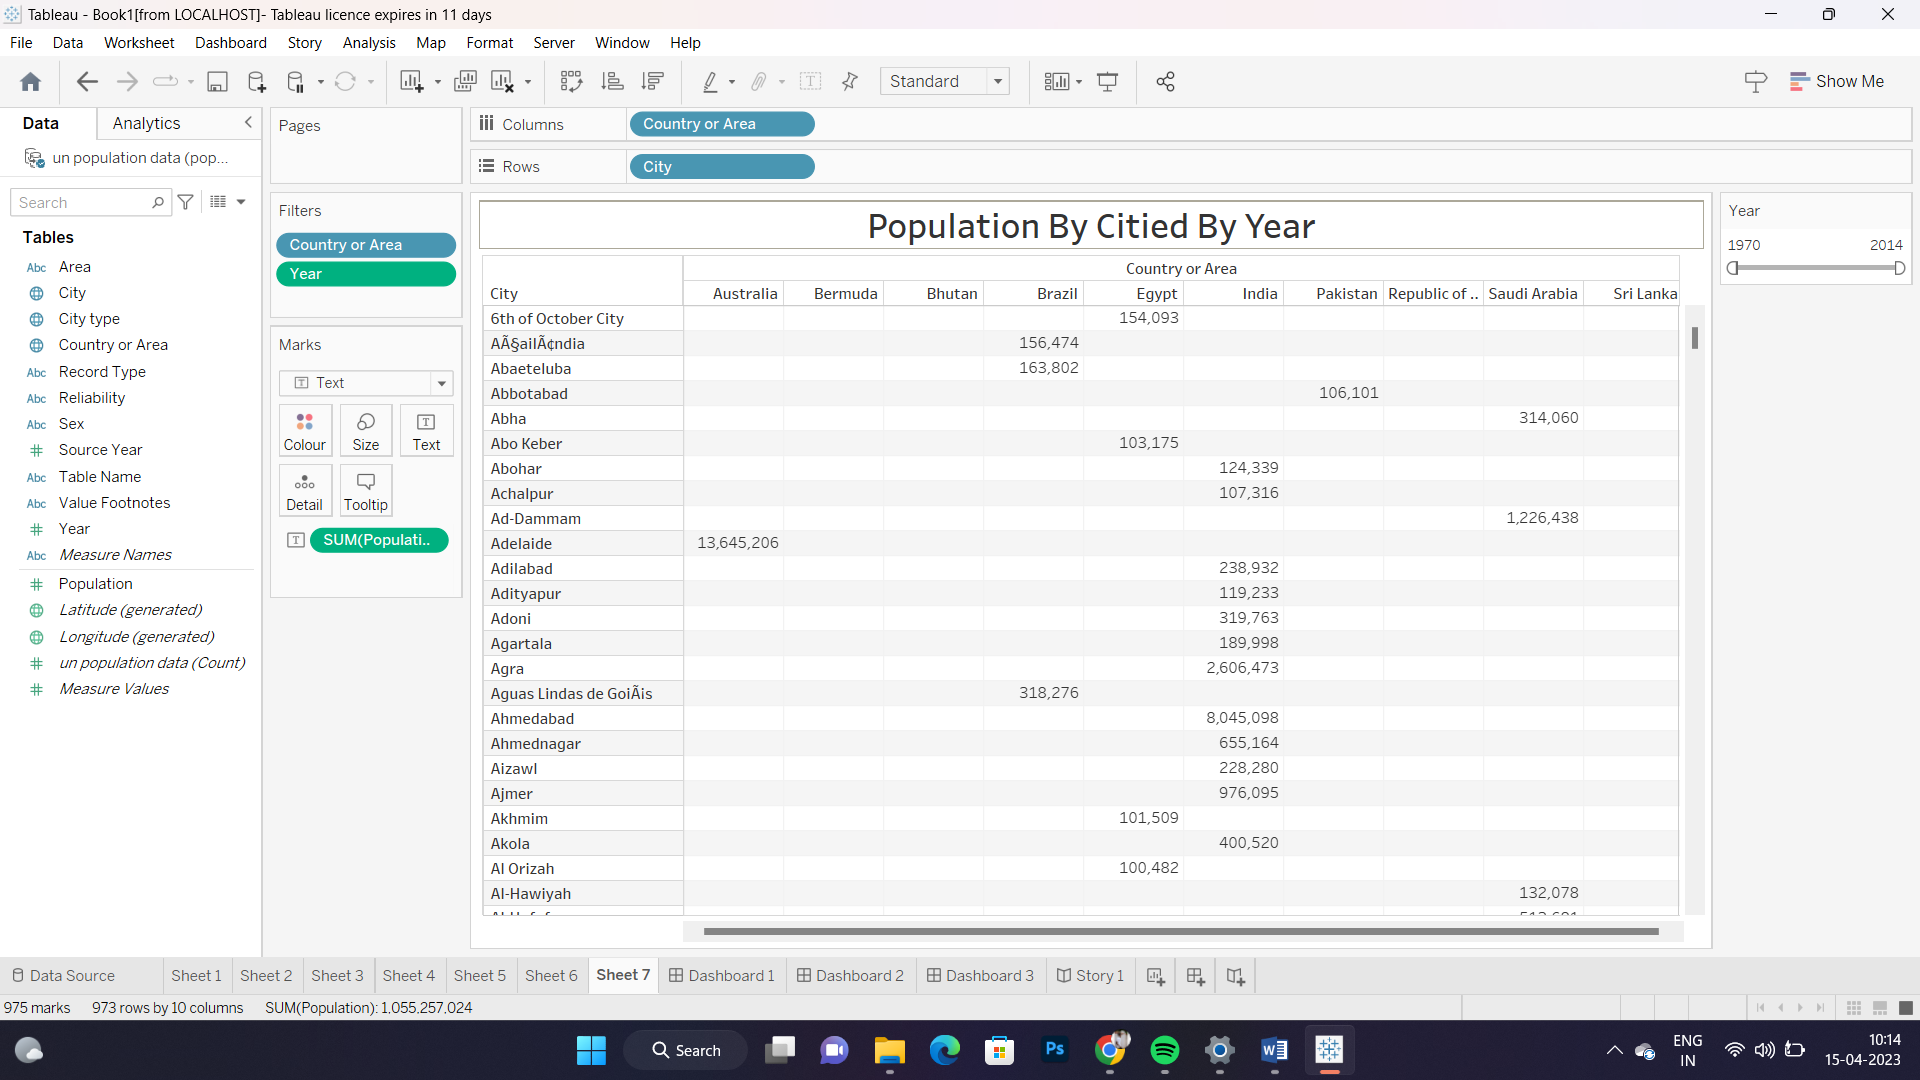 Tableau - Book1[from LOCALHOST]- Tableau licence expires in 11 days
File Data Worksheet Dashboard Story Analysis Map Format Server Window Help
Standard
Show Me
Data Analytics
un population data (pop...
Search
Tables
Abc Area
City
City type
Country or Area
Abc Record Type
Abc Reliability
Abc Sex
Source Year
Abc Table Name
Abc Value Footnotes
Year
Abc Measure Names
Population
Latitude (generated)
Longitude (generated)
un population data (Count)
Measure Values
Pages
Filters
Country or Area
Year
Marks
Text
Colour Size Text
Detail Tooltip
SUM(Populati..
Columns Country or Area
Rows City
Population By Citied By Year
Country or Area
City Australia Bermuda Bhutan Brazil Egypt India Pakistan Republic of .. Saudi Arabia Sri Lanka
6th of October City 154,093
AÃ§ailÃ¢ndia 156,474
Abaeteluba 163,802
Abbotabad 106,101
Abha 314,060
Abo Keber 103,175
Abohar 124,339
Achalpur 107,316
Ad-Dammam 1,226,438
Adelaide 13,645,206
Adilabad 238,932
Adityapur 119,233
Adoni 319,763
Agartala 189,998
Agra 2,606,473
Aguas Lindas de GoiÃis 318,276
Ahmedabad 8,045,098
Ahmednagar 655,164
Aizawl 228,280
Ajmer 976,095
Akhmim 101,509
Akola 400,520
Al Orizah 100,482
Al-Hawiyah 132,078
Year
1970 2014
Data Source Sheet 1 Sheet 2 Sheet 3 Sheet 4 Sheet 5 Sheet 6 Sheet 7 Dashboard 1 Dashboard 2 Dashboard 3 Story 1
975 marks 973 rows by 10 columns SUM(Population): 1,055,257,024
Search
Ps
W
ENG
IN
10:14
15-04-2023